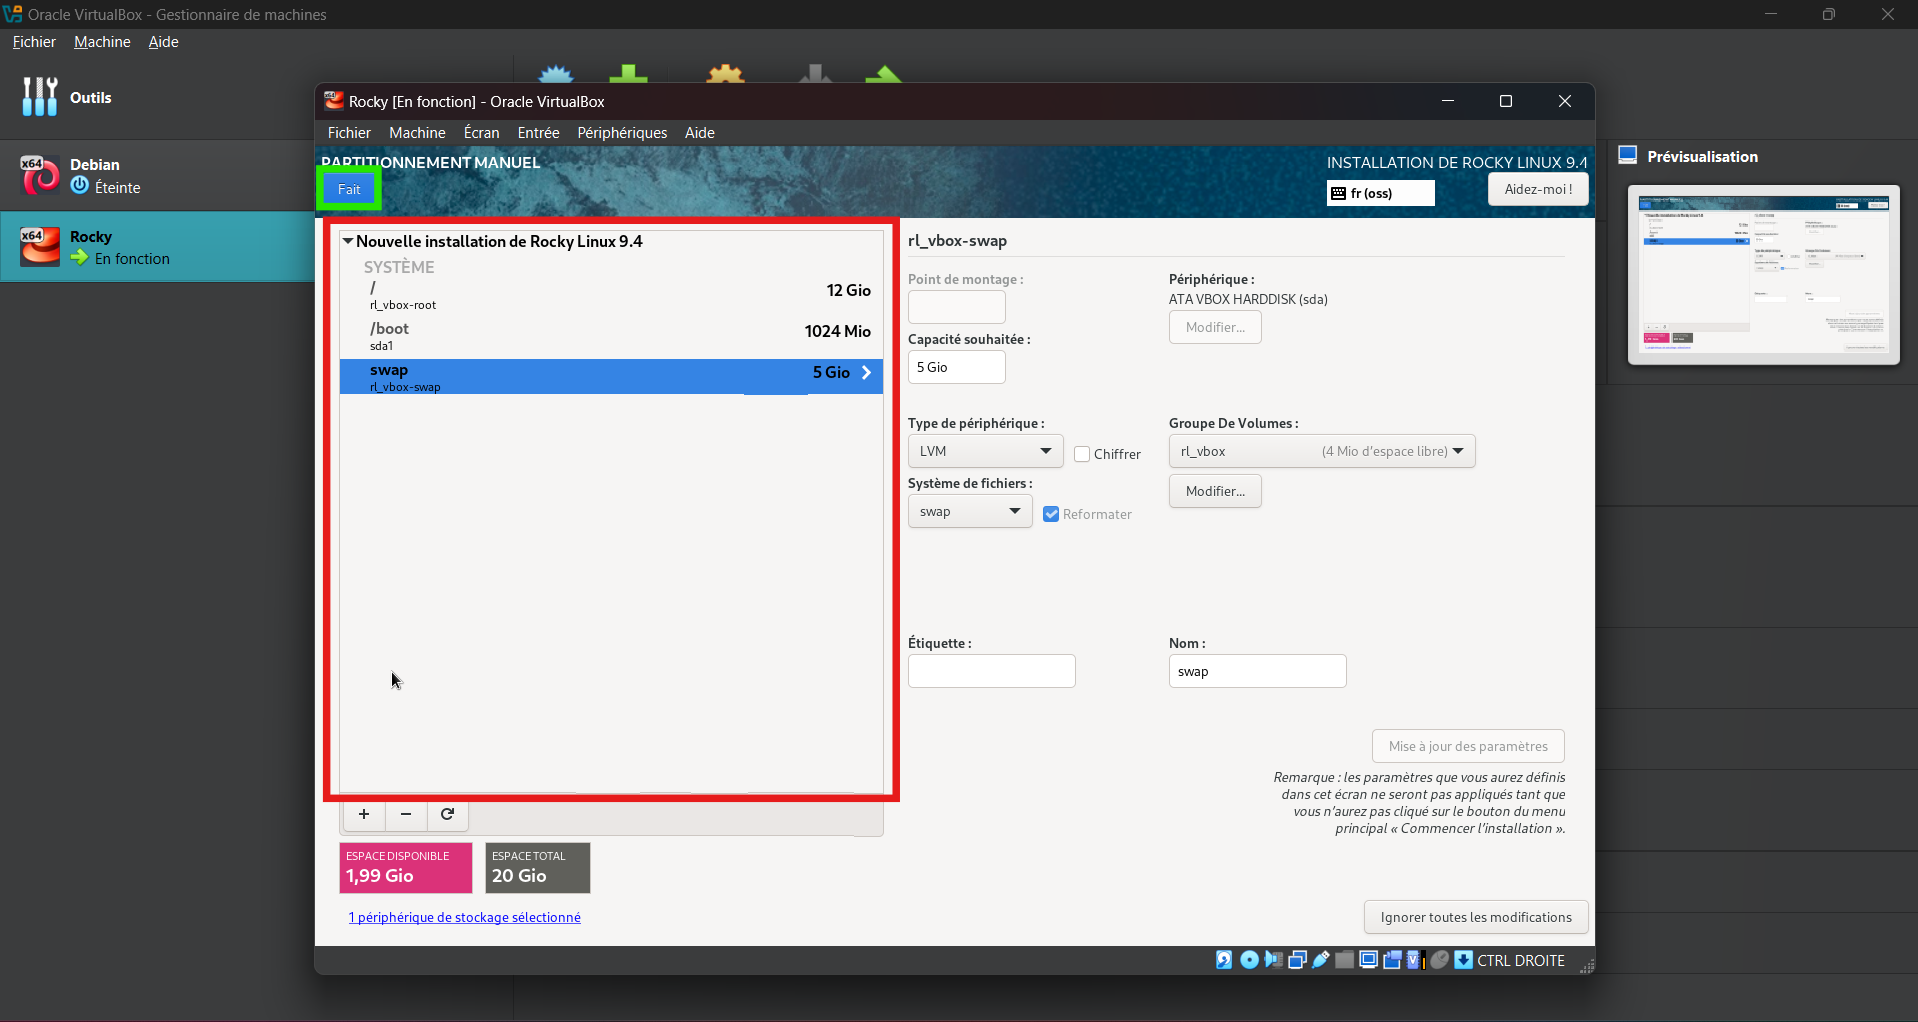 Oracle VirtualBox - Gestionnaire de machines
Fichier Machine Aide
Outils
x64 Debian
Éteinte
x64 Rocky
En fonction
Rocky [En fonction] - Oracle VirtualBox
Fichier Machine Écran Entrée Périphériques Aide
PARTITIONNEMENT MANUEL
INSTALLATION DE ROCKY LINUX 9.4
Fait
fr (oss)
Aidez-moi !
Nouvelle installation de Rocky Linux 9.4
SYSTÈME
/ 12 Gio
rl_vbox-root
/boot 1024 Mio
sda1
swap 5 Gio
rl_vbox-swap
+ −
ESPACE DISPONIBLE
1,99 Gio
ESPACE TOTAL
20 Gio
1 périphérique de stockage sélectionné
rl_vbox-swap
Point de montage :
Périphérique :
ATA VBOX HARDDISK (sda)
Modifier...
Capacité souhaitée :
5 Gio
Type de périphérique :
LVM
Chiffrer
Groupe De Volumes :
rl_vbox (4 Mio d'espace libre)
Modifier...
Système de fichiers :
swap
Reformater
Étiquette :
Nom :
swap
Mise à jour des paramètres
Remarque : les paramètres que vous aurez définis
dans cet écran ne seront pas appliqués tant que
vous n'aurez pas cliqué sur le bouton du menu
principal « Commencer l'installation ».
Ignorer toutes les modifications
CTRL DROITE
Prévisualisation